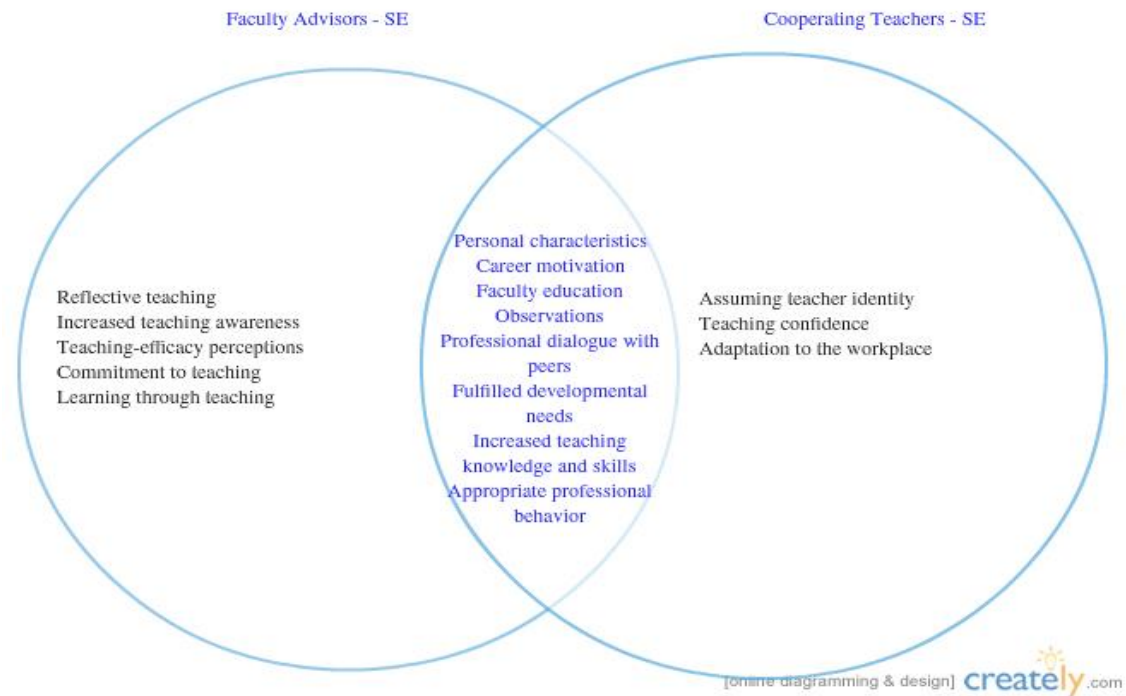 Faculty Advisors - SE
Cooperating Teachers - SE
Reflective teaching
Increased teaching awareness
Teaching-efficacy perceptions
Commitment to teaching
Learning through teaching
Personal characteristics
Career motivation
Faculty education
Observations
Professional dialogue with
peers
Fulfilled developmental
needs
Increased teaching
knowledge and skills
Appropriate professional
behavior
Assuming teacher identity
Teaching confidence
Adaptation to the workplace
[online diagramming & design] creately.com